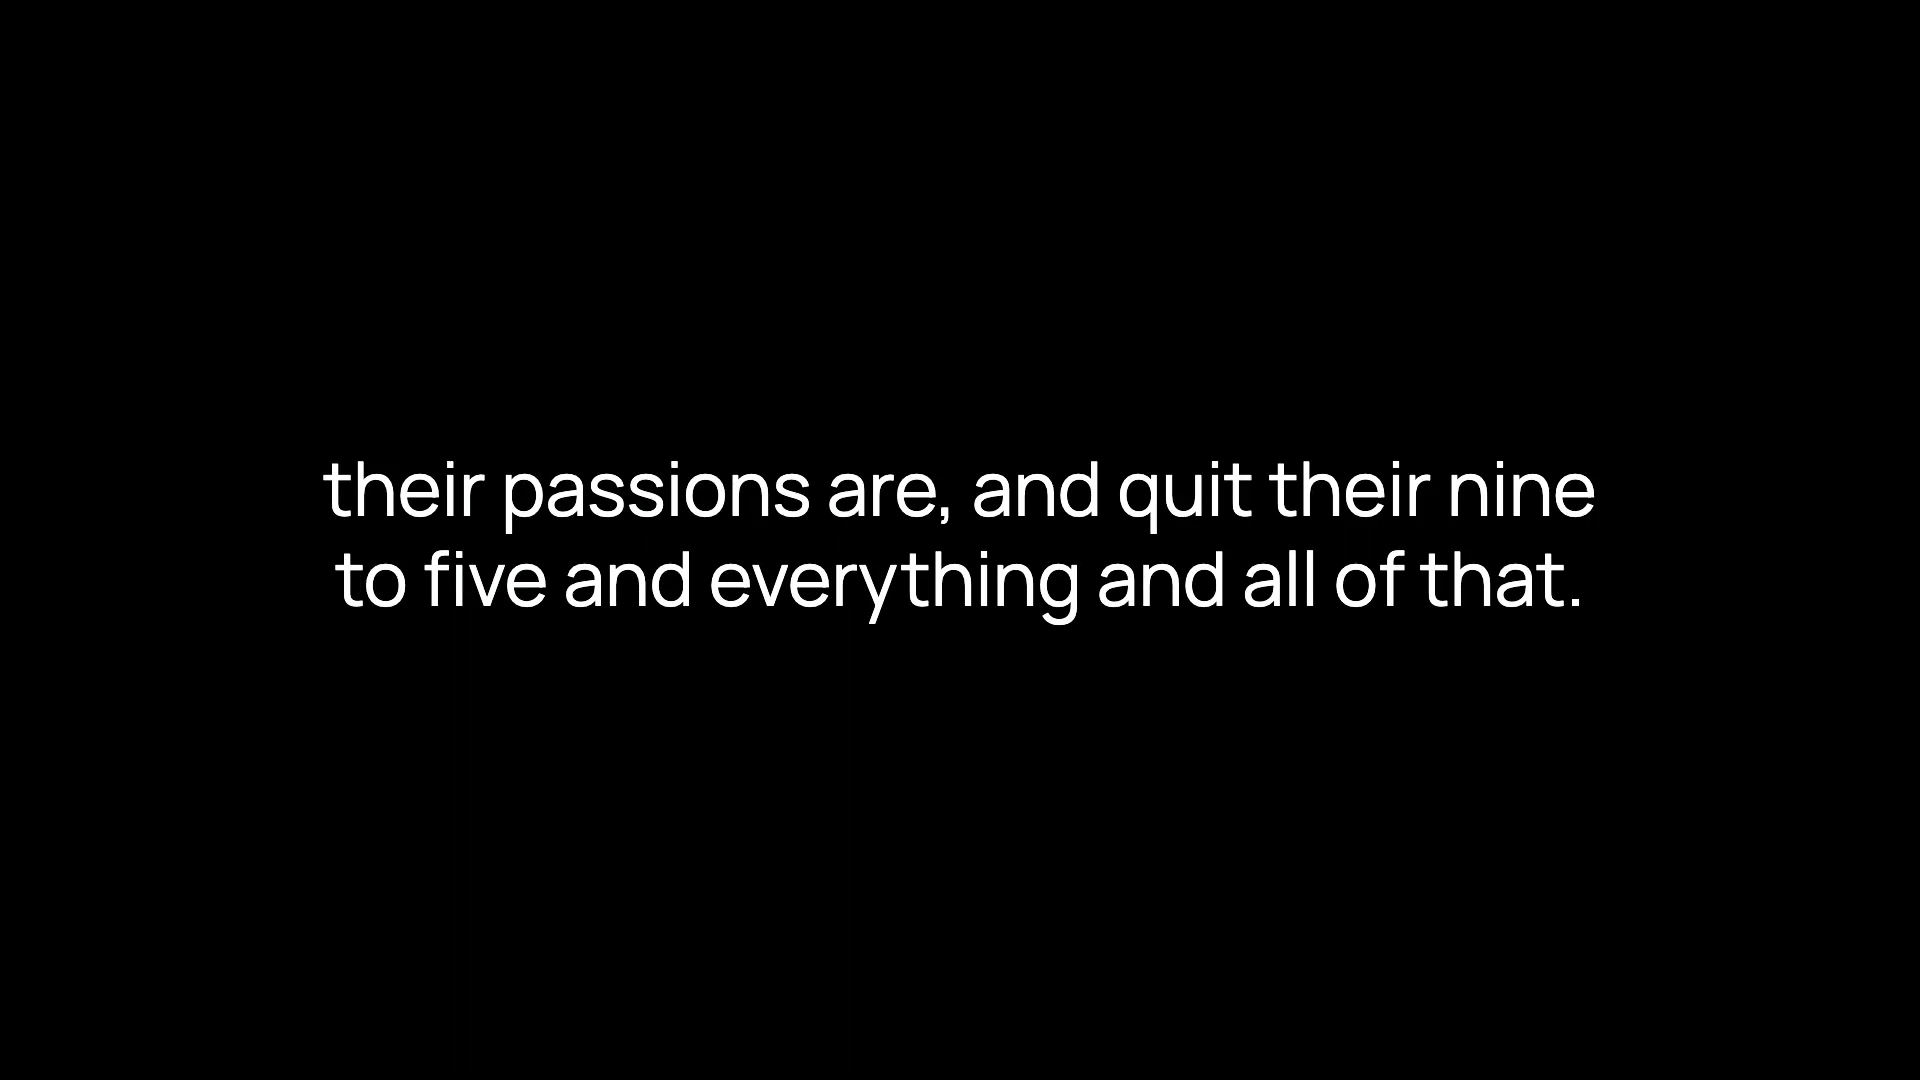 their passions are, and quit their nine
to five and everything and all of that.